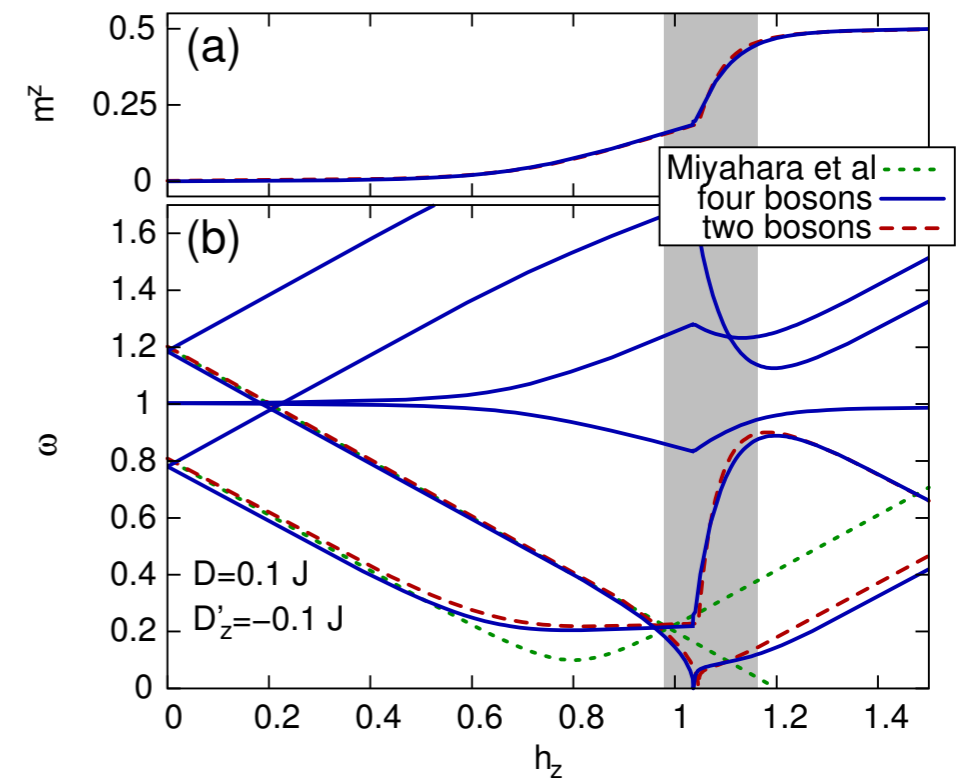 (a)
m^z
0.5
0.25
0
Miyahara et al
four bosons
two bosons
(b)
ω
1.6
1.4
1.2
1
0.8
0.6
0.4
0.2
0
D=0.1 J
D'_z=−0.1 J
0 0.2 0.4 0.6 0.8 1 1.2 1.4
h_z